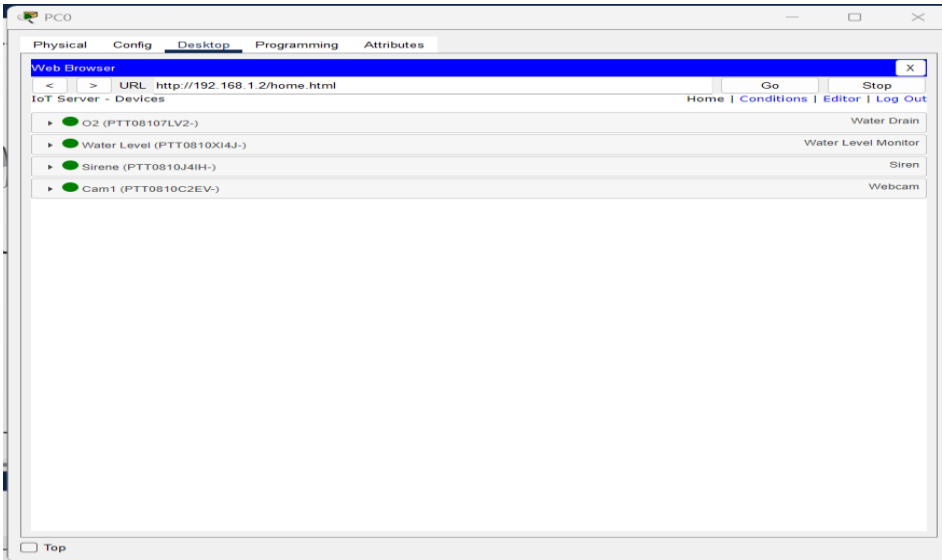 PC0
Physical Config Desktop Programming Attributes
Web Browser X
< > URL http://192.168.1.2/home.html Go Stop
IoT Server - Devices Home | Conditions | Editor | Log Out
O2 (PTT08107LV2-) Water Drain
Water Level (PTT0810XI4J-) Water Level Monitor
Sirene (PTT0810J4IH-) Siren
Cam1 (PTT0810C2EV-) Webcam
Top